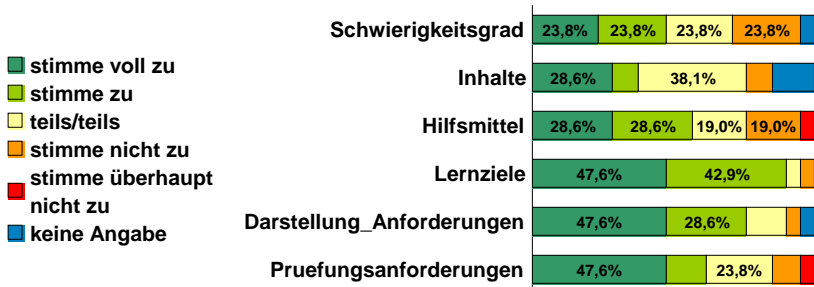 stimme voll zu
stimme zu
teils/teils
stimme nicht zu
stimme überhaupt
nicht zu
keine Angabe
Schwierigkeitsgrad 23,8% 23,8% 23,8% 23,8%
Inhalte 28,6% 38,1%
Hilfsmittel 28,6% 28,6% 19,0% 19,0%
Lernziele 47,6% 42,9%
Darstellung_Anforderungen 47,6% 28,6%
Pruefungsanforderungen 47,6% 23,8%